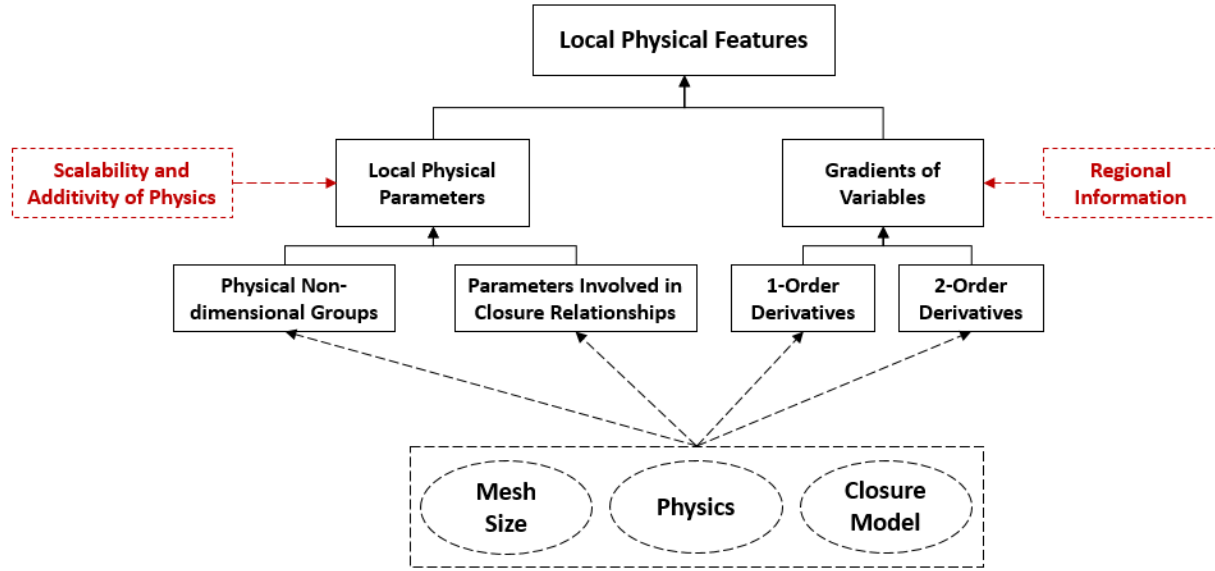 Local Physical Features
Scalability and
Additivity of Physics
Local Physical
Parameters
Gradients of
Variables
Regional
Information
Physical Non-
dimensional Groups
Parameters Involved in
Closure Relationships
1-Order
Derivatives
2-Order
Derivatives
Mesh
Size
Physics
Closure
Model